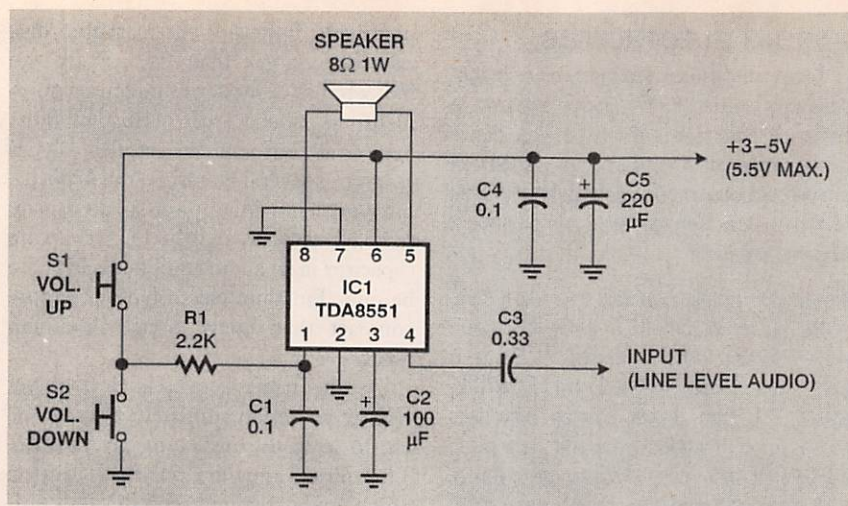 SPEAKER
8Ω 1W
+3–5V
(5.5V MAX.)
C4
0.1
+
C5
220
µF
8 7 6 5
S1
VOL.
UP
IC1
TDA8551
R1
2.2K
1 2 3 4
C3
0.33
INPUT
(LINE LEVEL AUDIO)
S2
VOL.
DOWN
C1
0.1
+
C2
100
µF